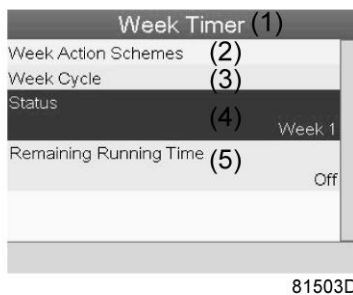 Week Timer (1)
Week Action Schemes (2)
Week Cycle (3)
Status
(4)
Week 1
Remaining Running Time (5)
Off
81503D